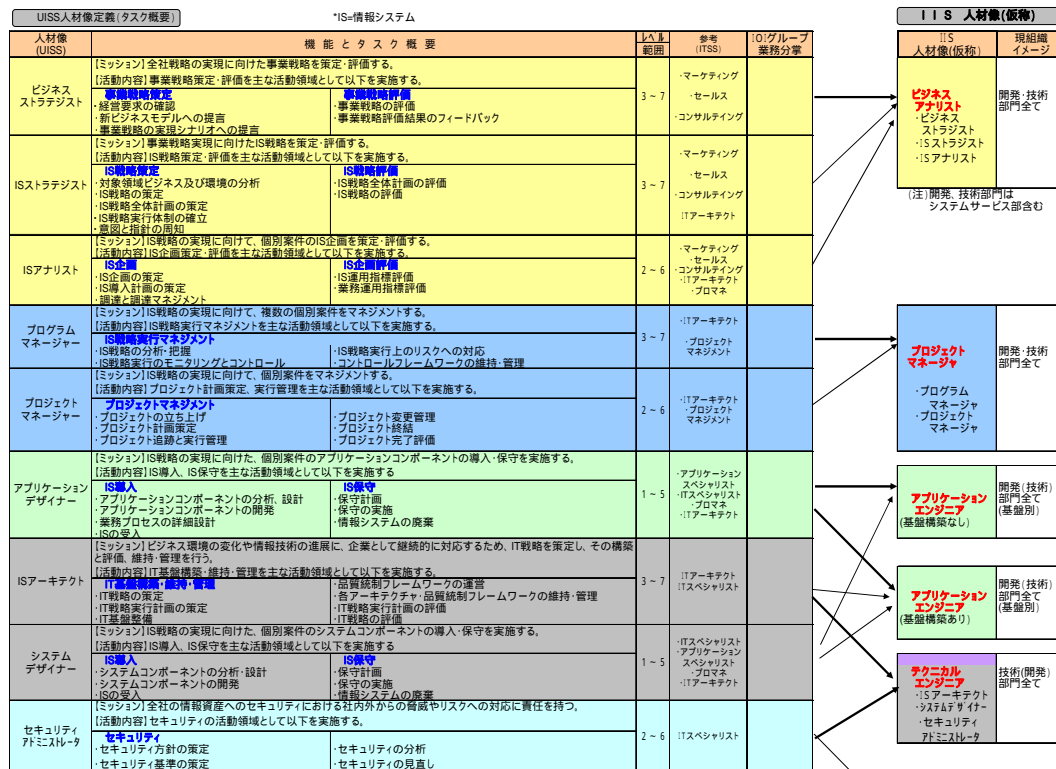 UISS人材像定義(タスク概要)
*IS=情報システム
ＩＩＳ 人材像(仮称)
人材像
(UISS)
機 能 と タ ス ク 概 要
レベル
範囲
参考
(ITSS)
IOIグループ
業務分掌
IIS
人材像(仮称)
現組織
イメージ
ビジネス
ストラテジスト
【ミッション】全社戦略の実現に向けた事業戦略を策定・評価する。
【活動内容】事業戦略策定・評価を主な活動領域として以下を実施する。
事業戦略策定
・経営要求の確認
・新ビジネスモデルへの提言
・事業戦略の実現シナリオへの提言
事業戦略評価
・事業戦略の評価
・事業戦略評価結果のフィードバック
3 ~ 7
・マーケティング
・セールス
・コンサルテイング
ISストラテジスト
【ミッション】事業戦略実現に向けたIS戦略を策定・評価する。
【活動内容】IS戦略策定・評価を主な活動領域として以下を実施する。
IS戦略策定
・対象領域ビジネス及び環境の分析
・IS戦略の策定
・IS戦略全体計画の策定
・IS戦略実行体制の確立
・意図と指針の周知
IS戦略評価
・IS戦略全体計画の評価
・IS戦略の評価
3 ~ 7
・マーケティング
・セールス
・コンサルテイング
ITアーキテクト
ISアナリスト
【ミッション】IS戦略の実現に向けて、個別案件のIS企画を策定・評価する。
【活動内容】IS企画策定・評価を主な活動領域として以下を実施する。
IS企画
・IS企画の策定
・IS導入計画の策定
・調達と調達マネジメント
IS企画評価
・IS運用指標評価
・業務運用指標評価
2 ~ 6
・マーケティング
・セールス
・コンサルテイング
・ITアーキテクト
・プロマネ
プログラム
マネージャー
【ミッション】IS戦略の実現に向けて、複数の個別案件をマネジメントする。
【活動内容】IS戦略実行マネジメントを主な活動領域として以下を実施する。
IS戦略実行マネジメント
・IS戦略の分析・把握
・IS戦略実行のモニタリングとコントロール
・IS戦略実行上のリスクへの対応
・コントロールフレームワークの維持・管理
3 ~ 7
・ITアーキテクト
・プロジェクト
マネジメント
プロジェクト
マネージャー
【ミッション】IS戦略の実現に向けて、個別案件をマネジメントする。
【活動内容】プロジェクト計画策定、実行管理を主な活動領域として以下を実施する。
プロジェクトマネジメント
・プロジェクトの立ち上げ
・プロジェクト計画策定
・プロジェクト追跡と実行管理
・プロジェクト変更管理
・プロジェクト終結
・プロジェクト完了評価
2 ~ 6
・ITアーキテクト
・プロジェクト
マネジメント
アプリケーション
デザイナー
【ミッション】IS戦略の実現に向けた、個別案件のアプリケーションコンポーネントの導入・保守を実施する。
【活動内容】IS導入、IS保守を主な活動領域として以下を実施する
IS導入
・アプリケーションコンポーネントの分析、設計
・アプリケーションコンポーネントの開発
・業務プロセスの詳細設計
・ISの受入
IS保守
・保守計画
・保守の実施
・情報システムの廃棄
1 ~ 5
・アプリケーション
スペシャリスト
・ITスペシャリスト
・プロマネ
・ITアーキテクト
ISアーキテクト
【ミッション】ビジネス環境の変化や情報技術の進展に、企業として継続的に対応するため、IT戦略を策定し、その構築
と評価、維持・管理を行う。
【活動内容】IT基盤構築・維持・管理を主な活動領域として以下を実施する。
IT基盤構築・維持・管理
・IT戦略の策定
・IT戦略実行計画の策定
・IT基盤整備
・品質統制フレームワークの運営
・各アーキテクチャ・品質統制フレームワークの維持・管理
・IT戦略実行計画の評価
・IT戦略の評価
3 ~ 7
ITアーキテクト
ITスペシャリスト
システム
デザイナー
【ミッション】IS戦略の実現に向けた、個別案件のシステムコンポーネントの導入・保守を実施する。
【活動内容】IS導入、IS保守を主な活動領域として以下を実施する
IS導入
・システムコンポーネントの分析・設計
・システムコンポーネントの開発
・ISの受入
IS保守
・保守計画
・保守の実施
・情報システムの廃棄
1 ~ 5
・ITスペシャリスト
・アプリケーション
スペシャリスト
・プロマネ
・ITアーキテクト
セキュリティ
アドミニストレータ
【ミッション】全社の情報資産へのセキュリティにおける社内外からの脅威やリスクへの対応に責任を持つ。
【活動内容】セキュリティの活動領域として以下を実施する。
セキュリティ
・セキュリティ方針の策定
・セキュリティ基準の策定
・セキュリティの分析
・セキュリティの見直し
2 ~ 6
ITスペシャリスト
ビジネス
アナリスト
・ビジネス
ストラジスト
・ISストラジスト
・ISアナリスト
開発・技術
部門全て
(注)開発、技術部門は
システムサービス部含む
プロジェクト
マネージャ
・プログラム
マネージャ
・プロジェクト
マネージャ
開発・技術
部門全て
アプリケーション
エンジニア
(基盤構築なし)
開発(技術)
部門全て
(基盤別)
アプリケーション
エンジニア
(基盤構築あり)
開発(技術)
部門全て
(基盤別)
テクニカル
エンジニア
・ISアーキテクト
・システムデザイナー
・セキュリティ
アドミニストレータ
技術(開発)
部門全て